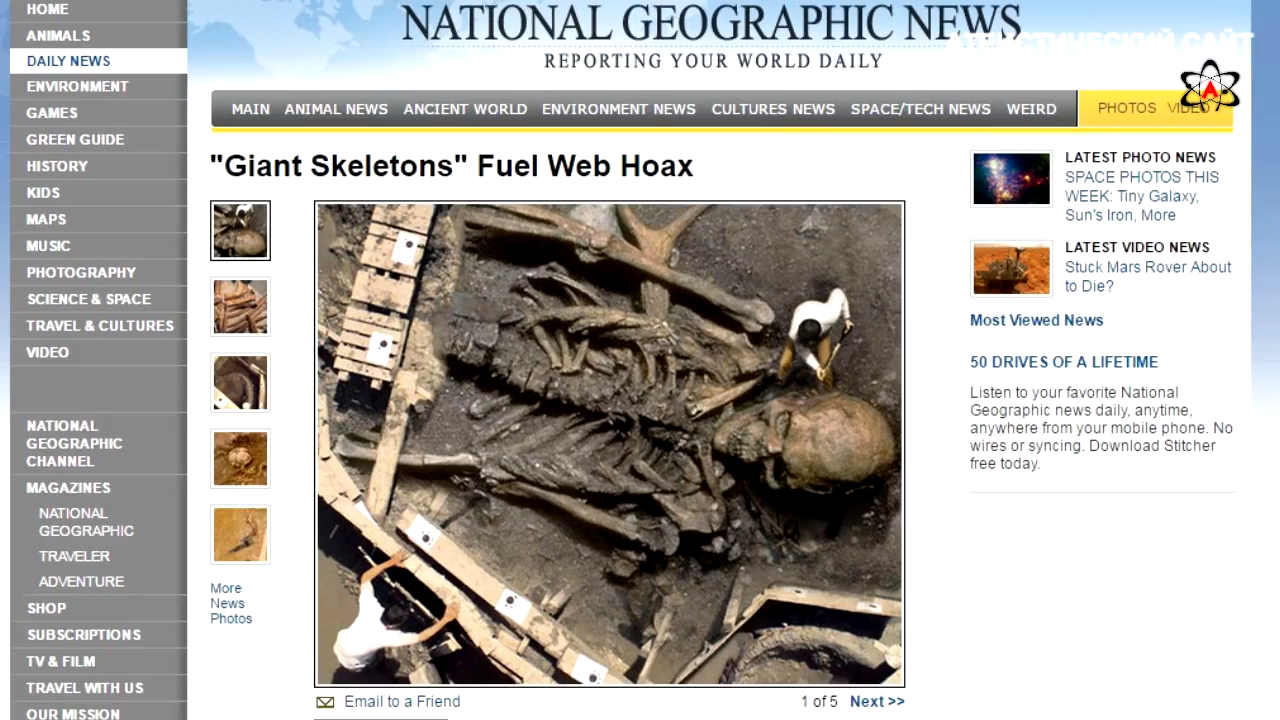 HOME
ANIMALS
DAILY NEWS
ENVIRONMENT
GAMES
GREEN GUIDE
HISTORY
KIDS
MAPS
MUSIC
PHOTOGRAPHY
SCIENCE & SPACE
TRAVEL & CULTURES
VIDEO
NATIONAL
GEOGRAPHIC
CHANNEL
MAGAZINES
NATIONAL
GEOGRAPHIC
TRAVELER
ADVENTURE
SHOP
SUBSCRIPTIONS
TV & FILM
TRAVEL WITH US
OUR MISSION
NATIONAL GEOGRAPHIC NEWS
REPORTING YOUR WORLD DAILY
АТЕИСТИЧЕСКИЙ САЙТ
MAIN ANIMAL NEWS ANCIENT WORLD ENVIRONMENT NEWS CULTURES NEWS SPACE/TECH NEWS WEIRD PHOTOS VIDEO
"Giant Skeletons" Fuel Web Hoax
More
News
Photos
Email to a Friend
1 of 5 Next >>
LATEST PHOTO NEWS
SPACE PHOTOS THIS
WEEK: Tiny Galaxy,
Sun's Iron, More
LATEST VIDEO NEWS
Stuck Mars Rover About
to Die?
Most Viewed News
50 DRIVES OF A LIFETIME
Listen to your favorite National
Geographic news daily, anytime,
anywhere from your mobile phone. No
wires or syncing. Download Stitcher
free today.